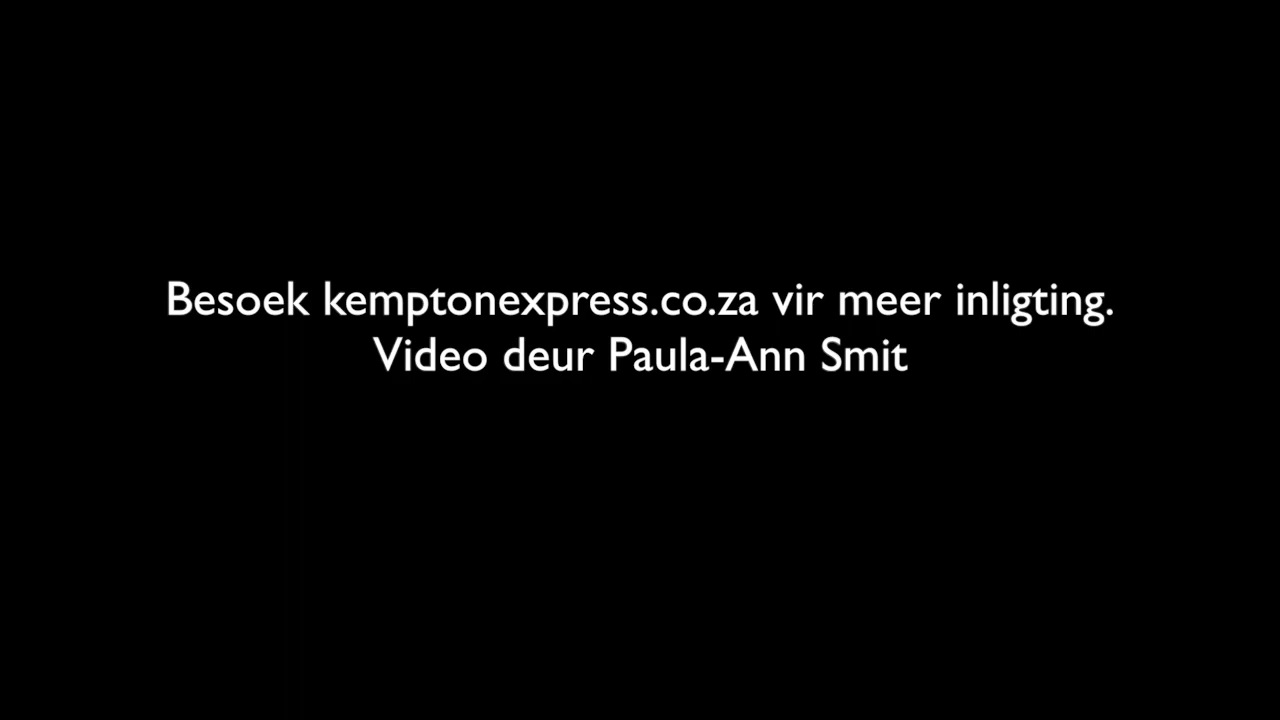 Besoek kemptonexpress.co.za vir meer inligting.
Video deur Paula-Ann Smit